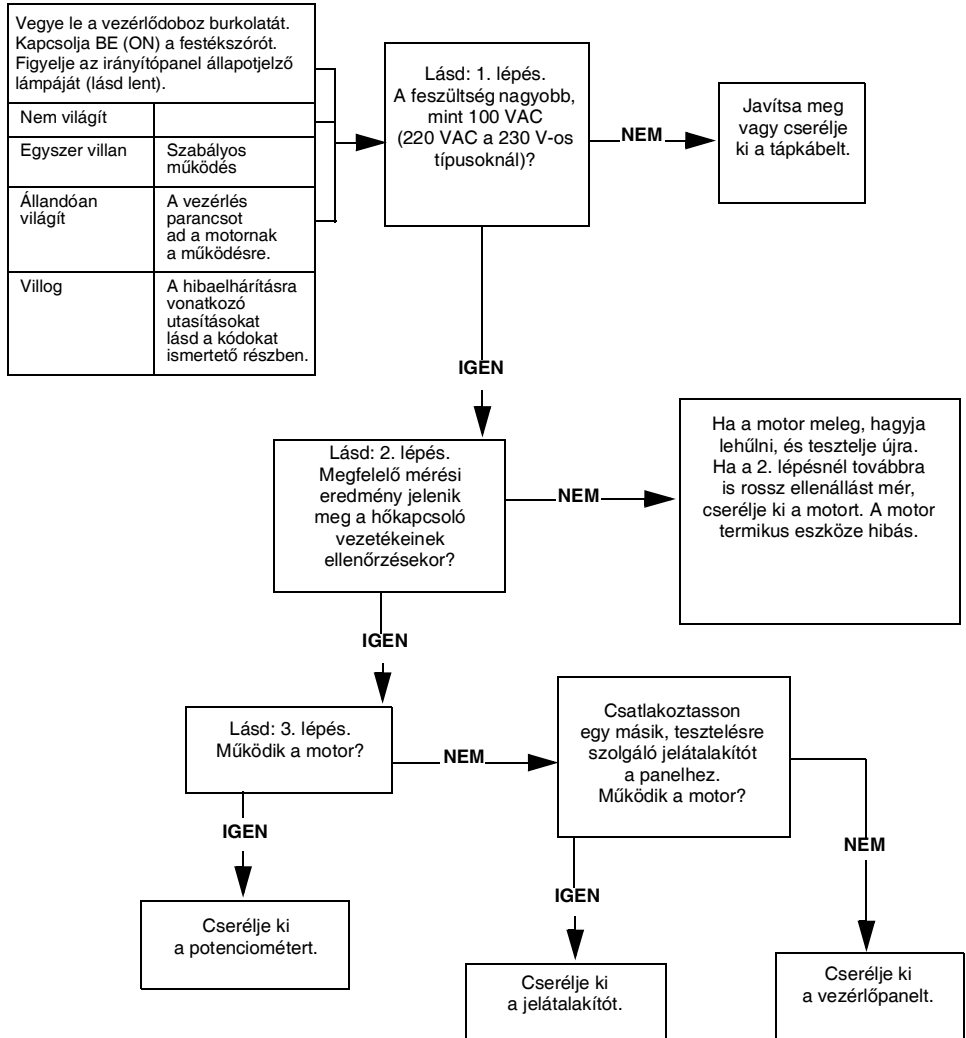 Vegye le a vezérlődoboz burkolatát.
Kapcsolja BE (ON) a festékszórót.
Figyelje az irányítópanel állapotjelző
lámpáját (lásd lent).
Nem világít
Egyszer villan
Szabályos
működés
Állandóan
világít
A vezérlés
parancsot
ad a motornak
a működésre.
Villog
A hibaelhárításra
vonatkozó
utasításokat
lásd a kódokat
ismertető részben.
Lásd: 1. lépés.
A feszültség nagyobb,
mint 100 VAC
(220 VAC a 230 V-os
típusoknál)?
NEM
Javítsa meg
vagy cserélje
ki a tápkábelt.
IGEN
Lásd: 2. lépés.
Megfelelő mérési
eredmény jelenik
meg a hőkapcsoló
vezetékeinek
ellenőrzésekor?
NEM
Ha a motor meleg, hagyja
lehűlni, és tesztelje újra.
Ha a 2. lépésnél továbbra
is rossz ellenállást mér,
cserélje ki a motort. A motor
termikus eszköze hibás.
IGEN
Lásd: 3. lépés.
Működik a motor?
NEM
Csatlakoztasson
egy másik, tesztelésre
szolgáló jelátalakítót
a panelhez.
Működik a motor?
IGEN
Cserélje ki
a potenciométert.
IGEN
Cserélje ki
a jelátalakítót.
NEM
Cserélje ki
a vezérlőpanelt.